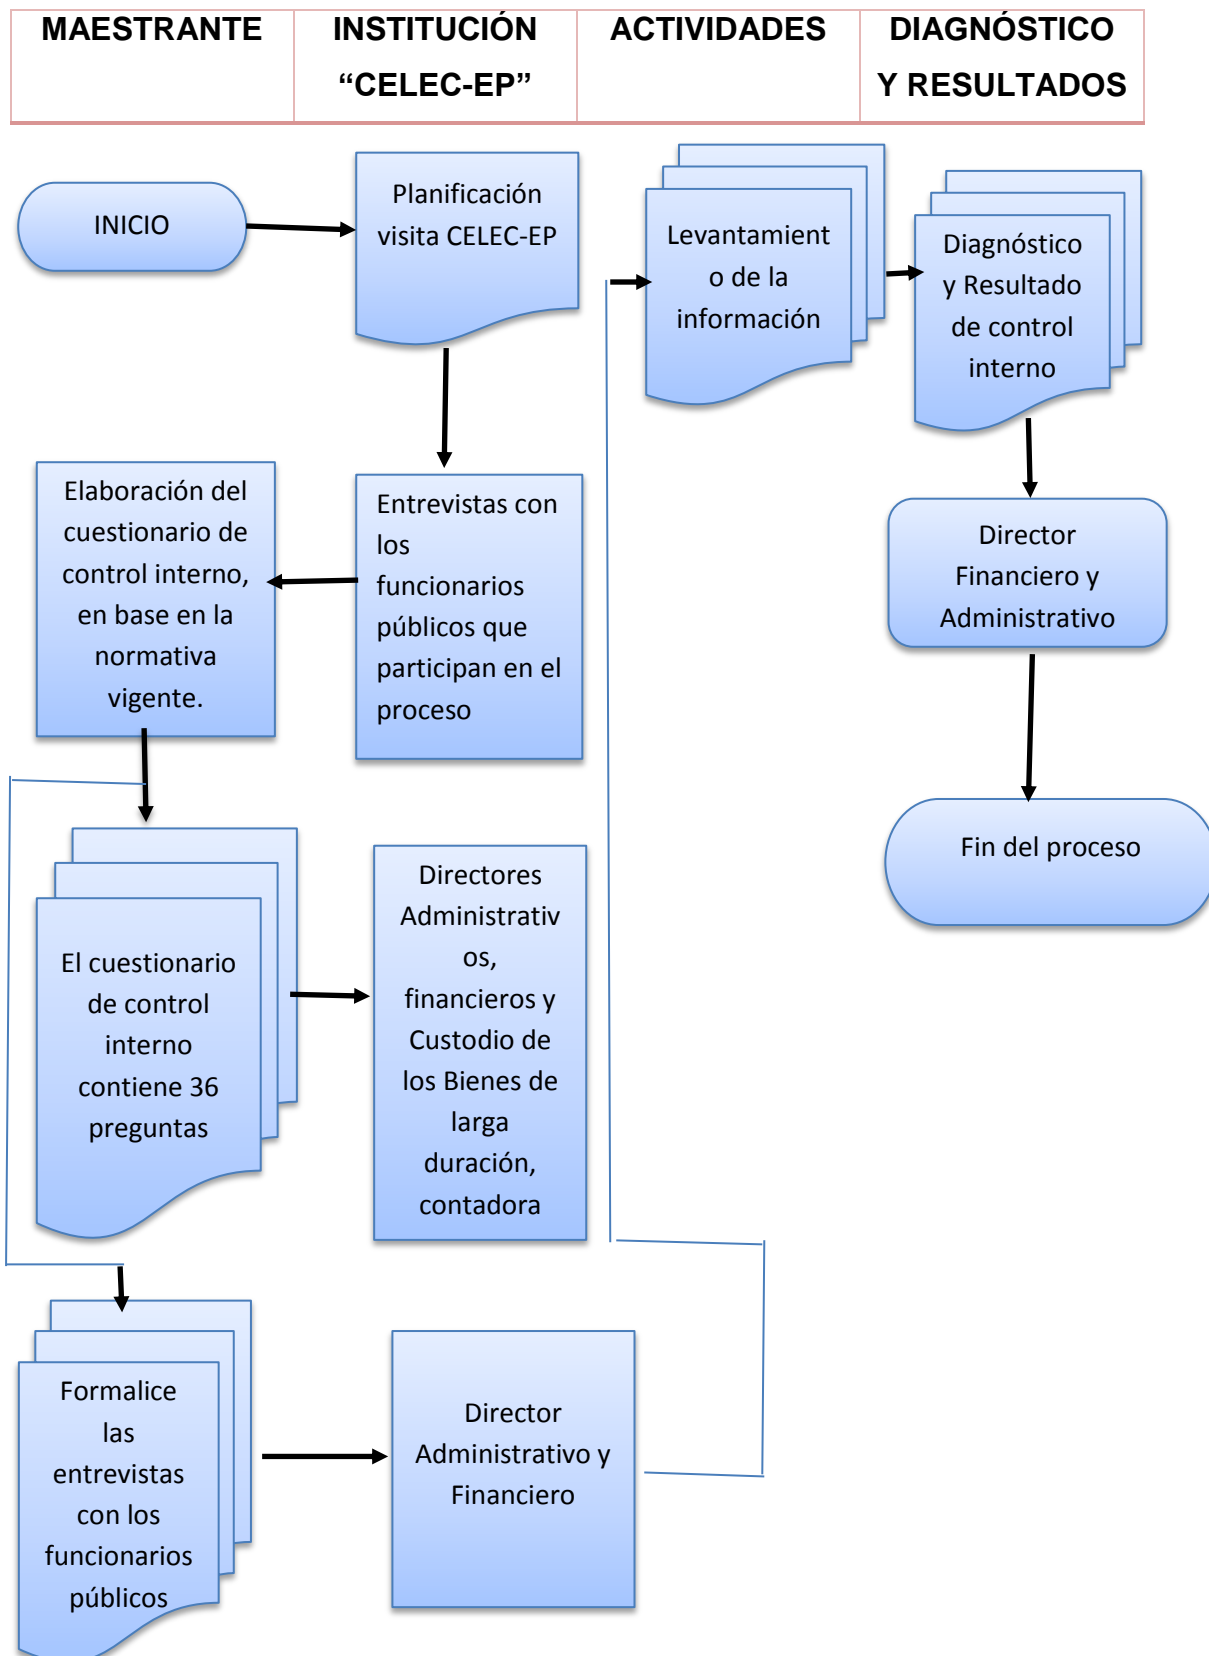 MAESTRANTE
INSTITUCIÓN
“CELEC-EP”
ACTIVIDADES
DIAGNÓSTICO
Y RESULTADOS
INICIO
Planificación
visita CELEC-EP
Levantamient
o de la
información
Diagnóstico
y Resultado
de control
interno
Elaboración del
cuestionario de
control interno,
en base en la
normativa
vigente.
Entrevistas con
los
funcionarios
públicos que
participan en el
proceso
Director
Financiero y
Administrativo
El cuestionario
de control
interno
contiene 36
preguntas
Directores
Administrativ
os,
financieros y
Custodio de
los Bienes de
larga
duración,
contadora
Fin del proceso
Formalice
las
entrevistas
con los
funcionarios
públicos
Director
Administrativo y
Financiero